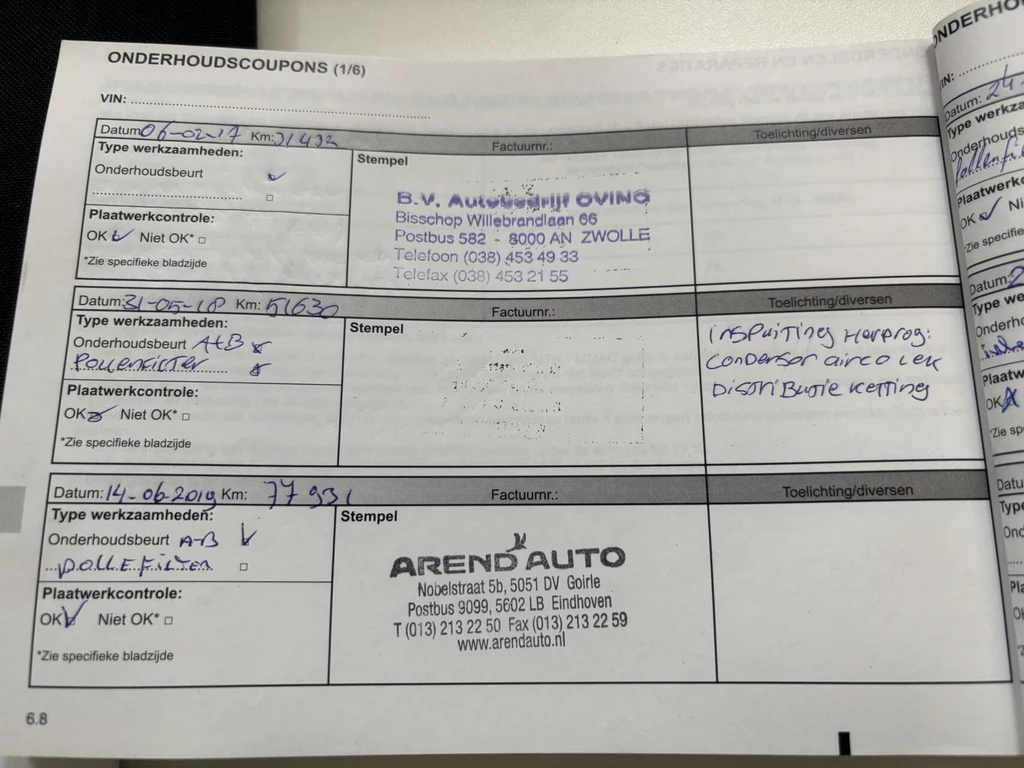 ONDERHOUDSCOUPONS (1/6)
VIN:
Datum: 06-02-17 Km: 31432 Factuurnr.: Toelichting/diversen
Type werkzaamheden:
Onderhoudsbeurt
Plaatwerkcontrole:
OK Niet OK*
*Zie specifieke bladzijde
Stempel
B.V. Autobedrijf OVING
Bisschop Willebrandlaan 66
Postbus 582 - 8000 AN ZWOLLE
Telefoon (038) 453 49 33
Telefax (038) 453 21 55
Datum: 31-05-18 Km: 51630 Factuurnr.: Toelichting/diversen
Type werkzaamheden:
Onderhoudsbeurt A+B
Pollenfilter
Plaatwerkcontrole:
OK Niet OK*
*Zie specifieke bladzijde
Stempel
inspuiting herprog:
condensor airco lek
Distributie ketting
Datum: 14-06-2019 Km: 77931 Factuurnr.: Toelichting/diversen
Type werkzaamheden:
Onderhoudsbeurt A-B
POLLEFILTER
Plaatwerkcontrole:
OK Niet OK*
*Zie specifieke bladzijde
Stempel
AREND AUTO
Nobelstraat 5b, 5051 DV Goirle
Postbus 9099, 5602 LB Eindhoven
T (013) 213 22 50 Fax (013) 213 22 59
www.arendauto.nl
6.8
Datum: 24-
Type werkza
Onderhouds
Plaatwerk
OK Ni
*Zie specifie
Datum: 2
Type we
Onderho
Plaatw
OK
*Zie sp
Datu
Type
Ond